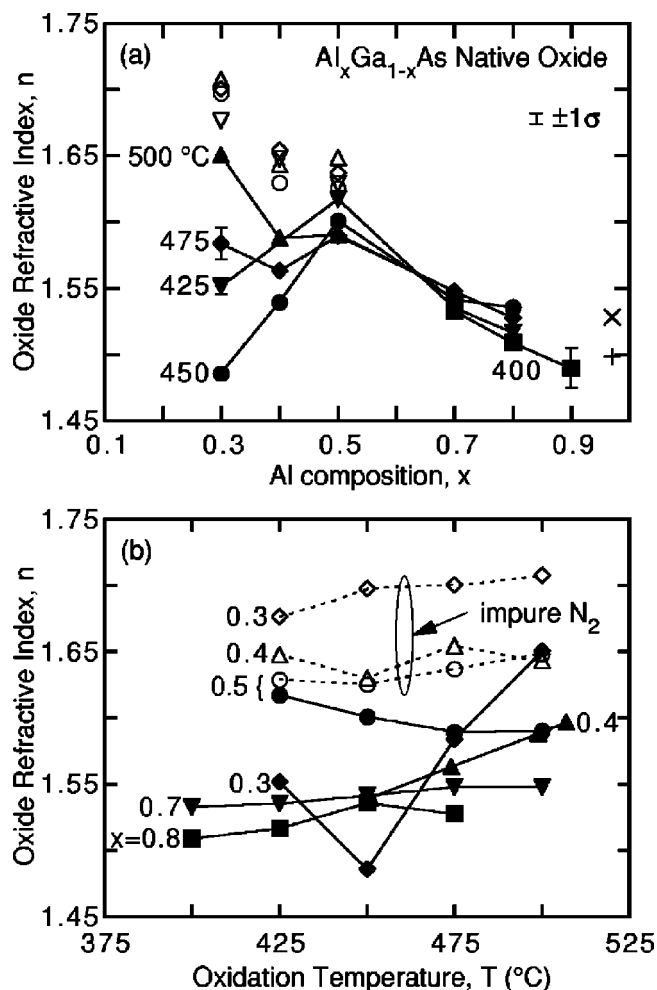 1.75
(a)
AlxGa1-xAs Native Oxide
±1σ
500 °C
1.65
475
425
1.55
450
400
1.45
0.1 0.3 0.5 0.7 0.9
Al composition, x
Oxide Refractive Index, n
1.75
(b)
0.3
impure N2
0.4
1.65
0.5 {
0.4
0.3
1.55
0.7
x=0.8
1.45
375 425 475 525
Oxidation Temperature, T (°C)
Oxide Refractive Index, n